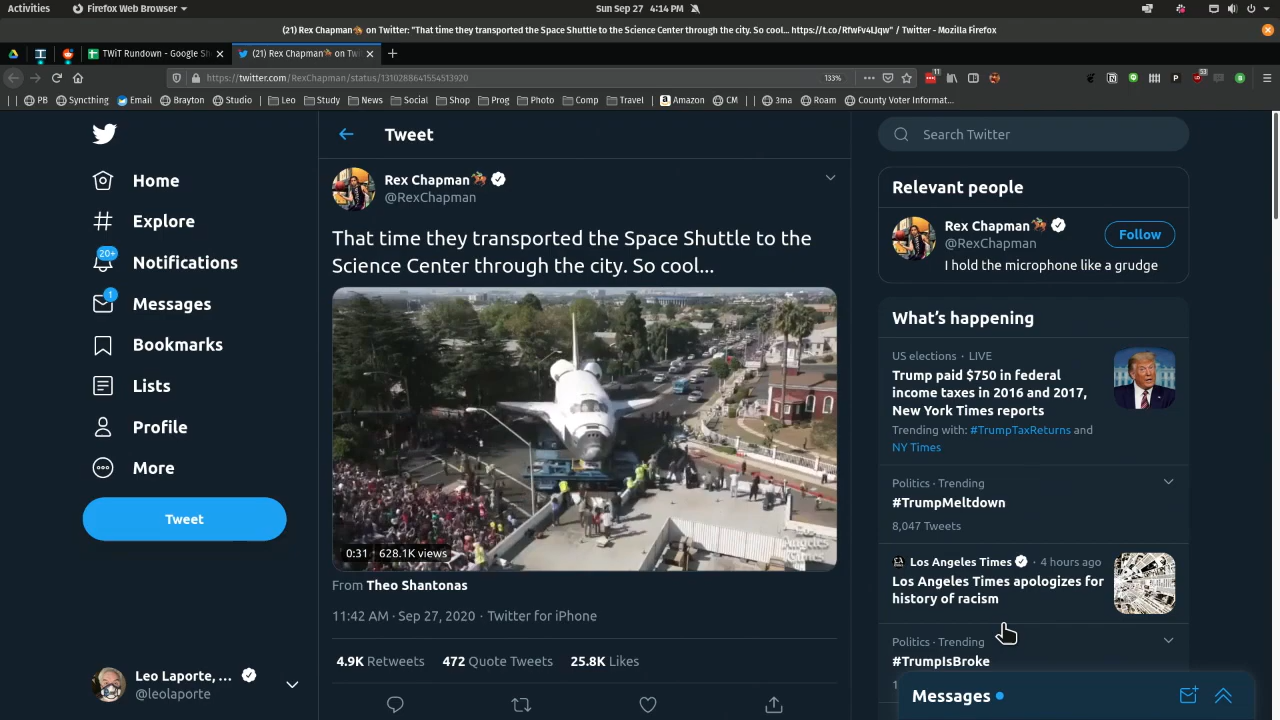 Activities
Firefox Web Browser
Sun Sep 27 4:14 PM
(21) Rex Chapman🏇 on Twitter: "That time they transported the Space Shuttle to the Science Center through the city. So cool... https://t.co/RfwFv4LJqw" / Twitter - Mozilla Firefox
TWiT Rundown - Google Sh
(21) Rex Chapman🏇 on Twi
https://twitter.com/RexChapman/status/1310288641554513920
133%
PB Syncthing Email Brayton Studio Leo Study News Social Shop Prog Photo Comp Travel Amazon CM 3ma Roam County Voter Informat...
Home
Explore
20+
Notifications
1
Messages
Bookmarks
Lists
Profile
More
Tweet
Leo Laporte, ...
@leolaporte
Tweet
Rex Chapman🏇
@RexChapman
That time they transported the Space Shuttle to the
Science Center through the city. So cool...
Los Angeles Times
0:31 628.1K views
From Theo Shantonas
11:42 AM · Sep 27, 2020 · Twitter for iPhone
4.9K Retweets 472 Quote Tweets 25.8K Likes
Search Twitter
Relevant people
Rex Chapman🏇
@RexChapman
Follow
I hold the microphone like a grudge
What's happening
US elections · LIVE
Trump paid $750 in federal
income taxes in 2016 and 2017,
New York Times reports
Trending with: #TrumpTaxReturns and
NY Times
Politics · Trending
#TrumpMeltdown
8,047 Tweets
Los Angeles Times · 4 hours ago
Los Angeles Times apologizes for
history of racism
Politics · Trending
#TrumpIsBroke
Messages